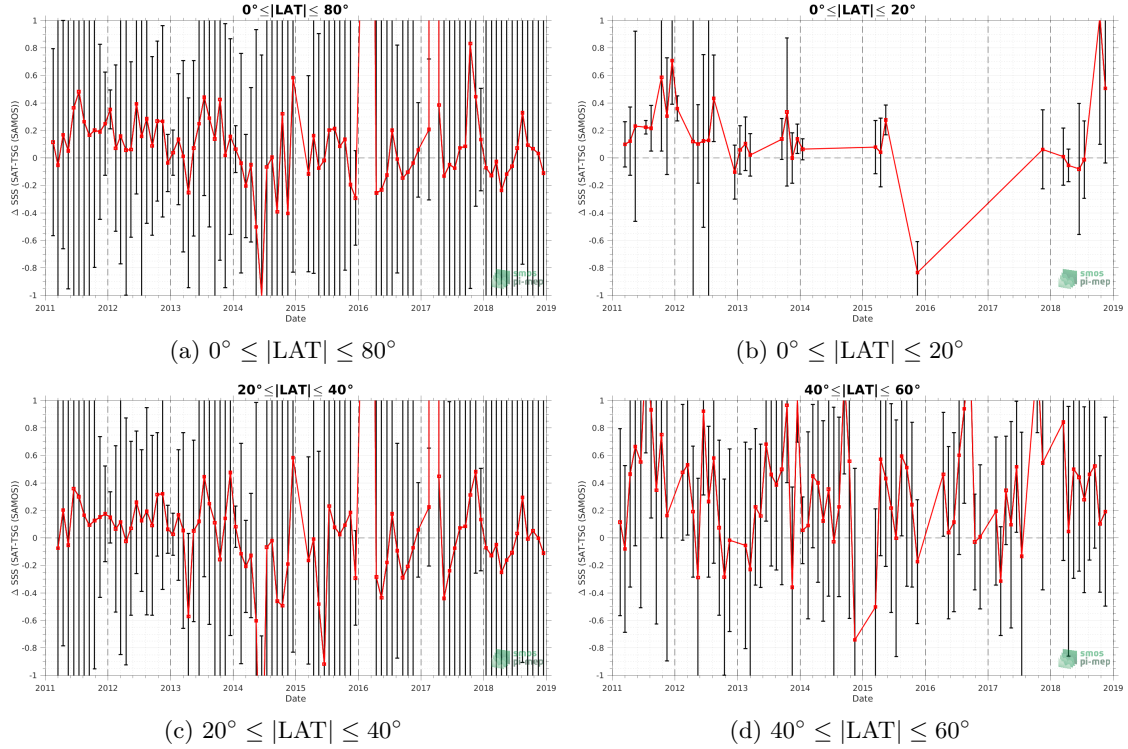 0°≤|LAT|≤ 80°
Δ SSS (SAT-TSG (SAMOS))
1
0.8
0.6
0.4
0.2
0
-0.2
-0.4
-0.6
-0.8
-1
2011 2012 2013 2014 2015 2016 2017 2018 2019
Date
smos
pi-mep
(a) 0° ≤ |LAT| ≤ 80°
0°≤|LAT|≤ 20°
Δ SSS (SAT-TSG (SAMOS))
1
0.8
0.6
0.4
0.2
0
-0.2
-0.4
-0.6
-0.8
-1
2011 2012 2013 2014 2015 2016 2017 2018 2019
Date
smos
pi-mep
(b) 0° ≤ |LAT| ≤ 20°
20°≤|LAT|≤ 40°
Δ SSS (SAT-TSG (SAMOS))
1
0.8
0.6
0.4
0.2
0
-0.2
-0.4
-0.6
-0.8
-1
2011 2012 2013 2014 2015 2016 2017 2018 2019
Date
smos
pi-mep
(c) 20° ≤ |LAT| ≤ 40°
40°≤|LAT|≤ 60°
Δ SSS (SAT-TSG (SAMOS))
1
0.8
0.6
0.4
0.2
0
-0.2
-0.4
-0.6
-0.8
-1
2011 2012 2013 2014 2015 2016 2017 2018 2019
Date
smos
pi-mep
(d) 40° ≤ |LAT| ≤ 60°